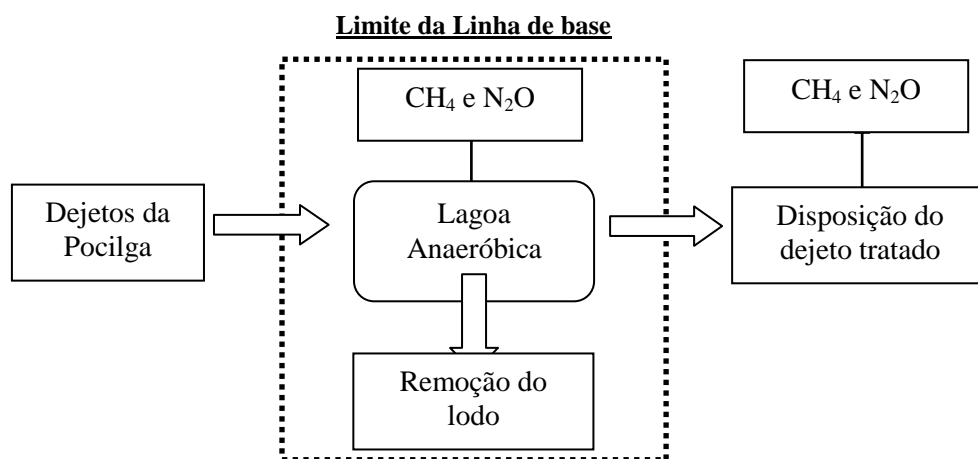 Limite da Linha de base
CH₄ e N₂O
CH₄ e N₂O
Dejetos da
Pocilga
Lagoa
Anaeróbica
Disposição do
dejeto tratado
Remoção do
lodo